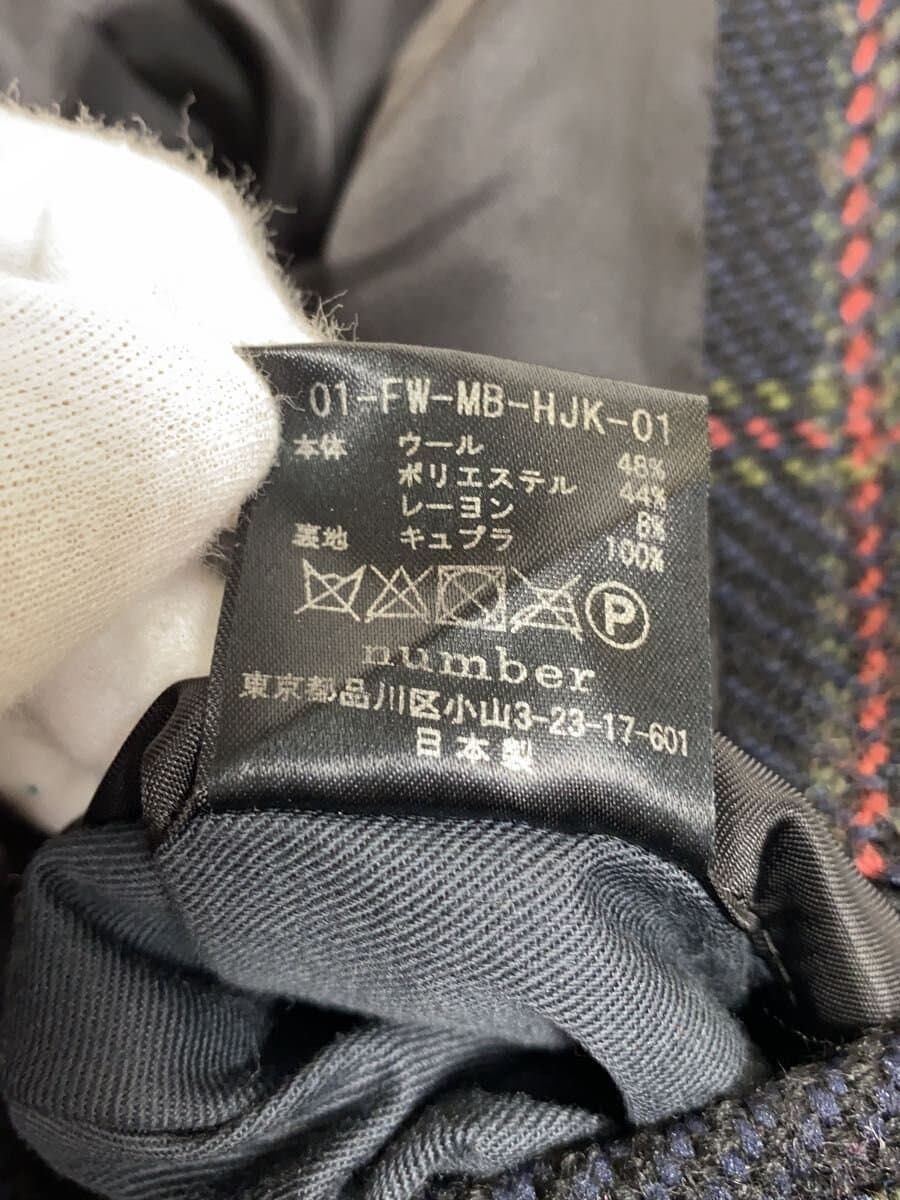 01-FW-MB-HJK-01
本体 ウール 48%
ポリエステル 44%
レーヨン 8%
裏地 キュプラ 100%
P
number
東京都品川区小山3-23-17-601
日本製